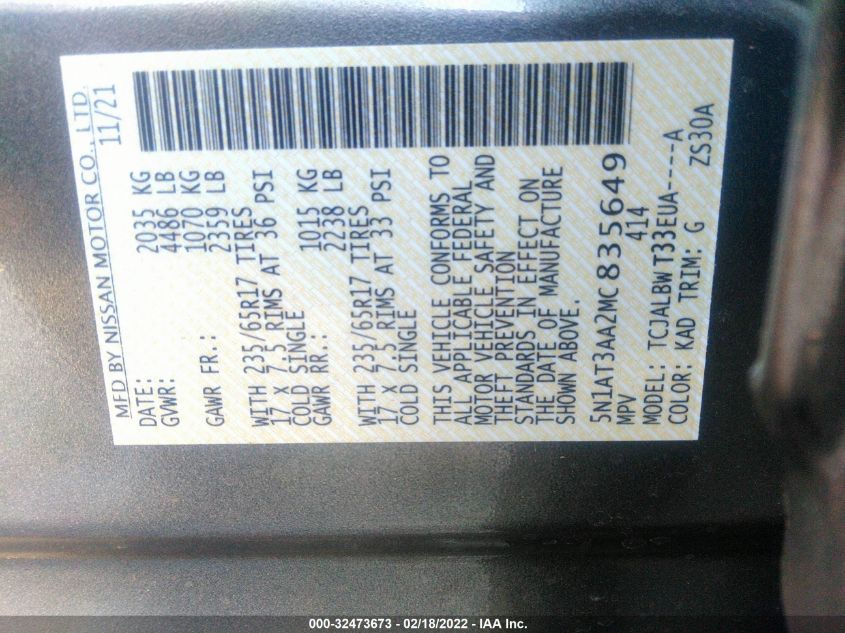 MFD BY NISSAN MOTOR CO., LTD.
DATE: 11/21
GVWR: 2035 KG
4486 LB
GAWR FR.: 1070 KG
2359 LB
WITH 235/65R17 TIRES
17 X 7.5 RIMS AT 36 PSI
COLD SINGLE
GAWR RR.: 1015 KG
2238 LB
WITH 235/65R17 TIRES
17 X 7.5 RIMS AT 33 PSI
COLD SINGLE
THIS VEHICLE CONFORMS TO
ALL APPLICABLE FEDERAL
MOTOR VEHICLE SAFETY AND
THEFT PREVENTION
STANDARDS IN EFFECT ON
THE DATE OF MANUFACTURE
SHOWN ABOVE.
5N1AT3AA2MC835649
MPV 414
MODEL: TCJALBWT33EUA----A
COLOR: KAD TRIM: G ZS30A
000-32473673 - 02/18/2022 - IAA Inc.